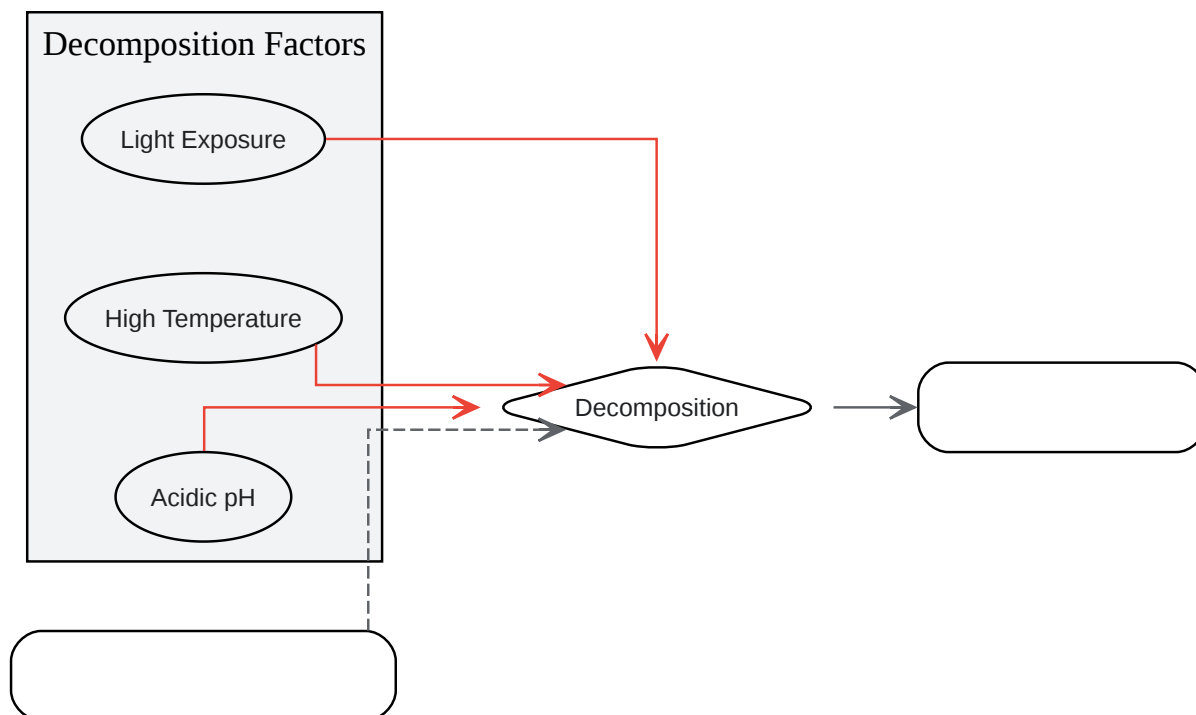 Decomposition Factors
Light Exposure
High Temperature
Decomposition
Acidic pH